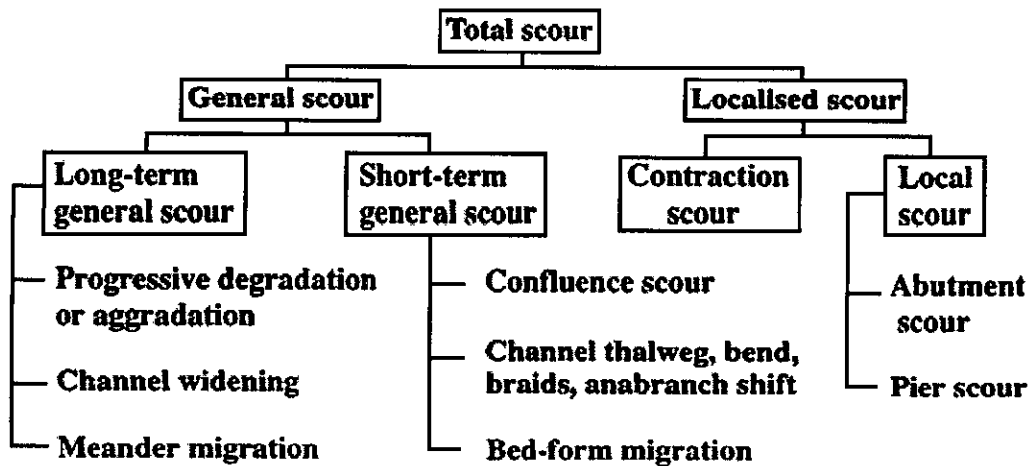 Total scour
General scour
Localised scour
Long-term
general scour
Short-term
general scour
Contraction
scour
Local
scour
Progressive degradation
or aggradation
Channel widening
Meander migration
Confluence scour
Channel thalweg, bend,
braids, anabranch shift
Bed-form migration
Abutment
scour
Pier scour